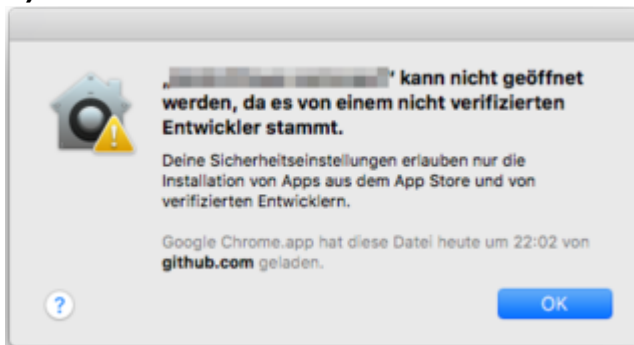 „ “ kann nicht geöffnet
werden, da es von einem nicht verifizierten
Entwickler stammt.
Deine Sicherheitseinstellungen erlauben nur die
Installation von Apps aus dem App Store und von
verifizierten Entwicklern.
Google Chrome.app hat diese Datei heute um 22:02 von
github.com geladen.
?
OK